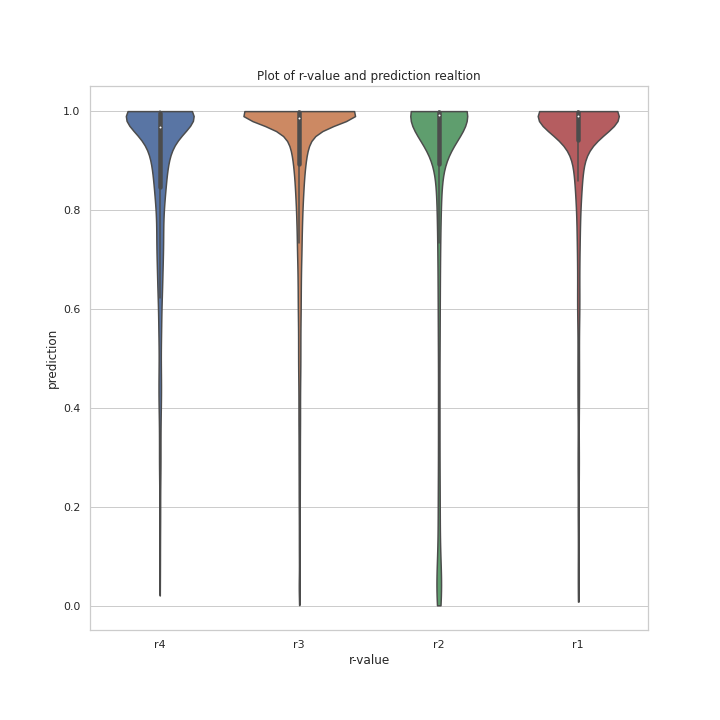 Plot of r-value and prediction realtion
1.0
0.8
0.6
0.4
0.2
0.0
prediction
r4 r3 r2 r1
r-value